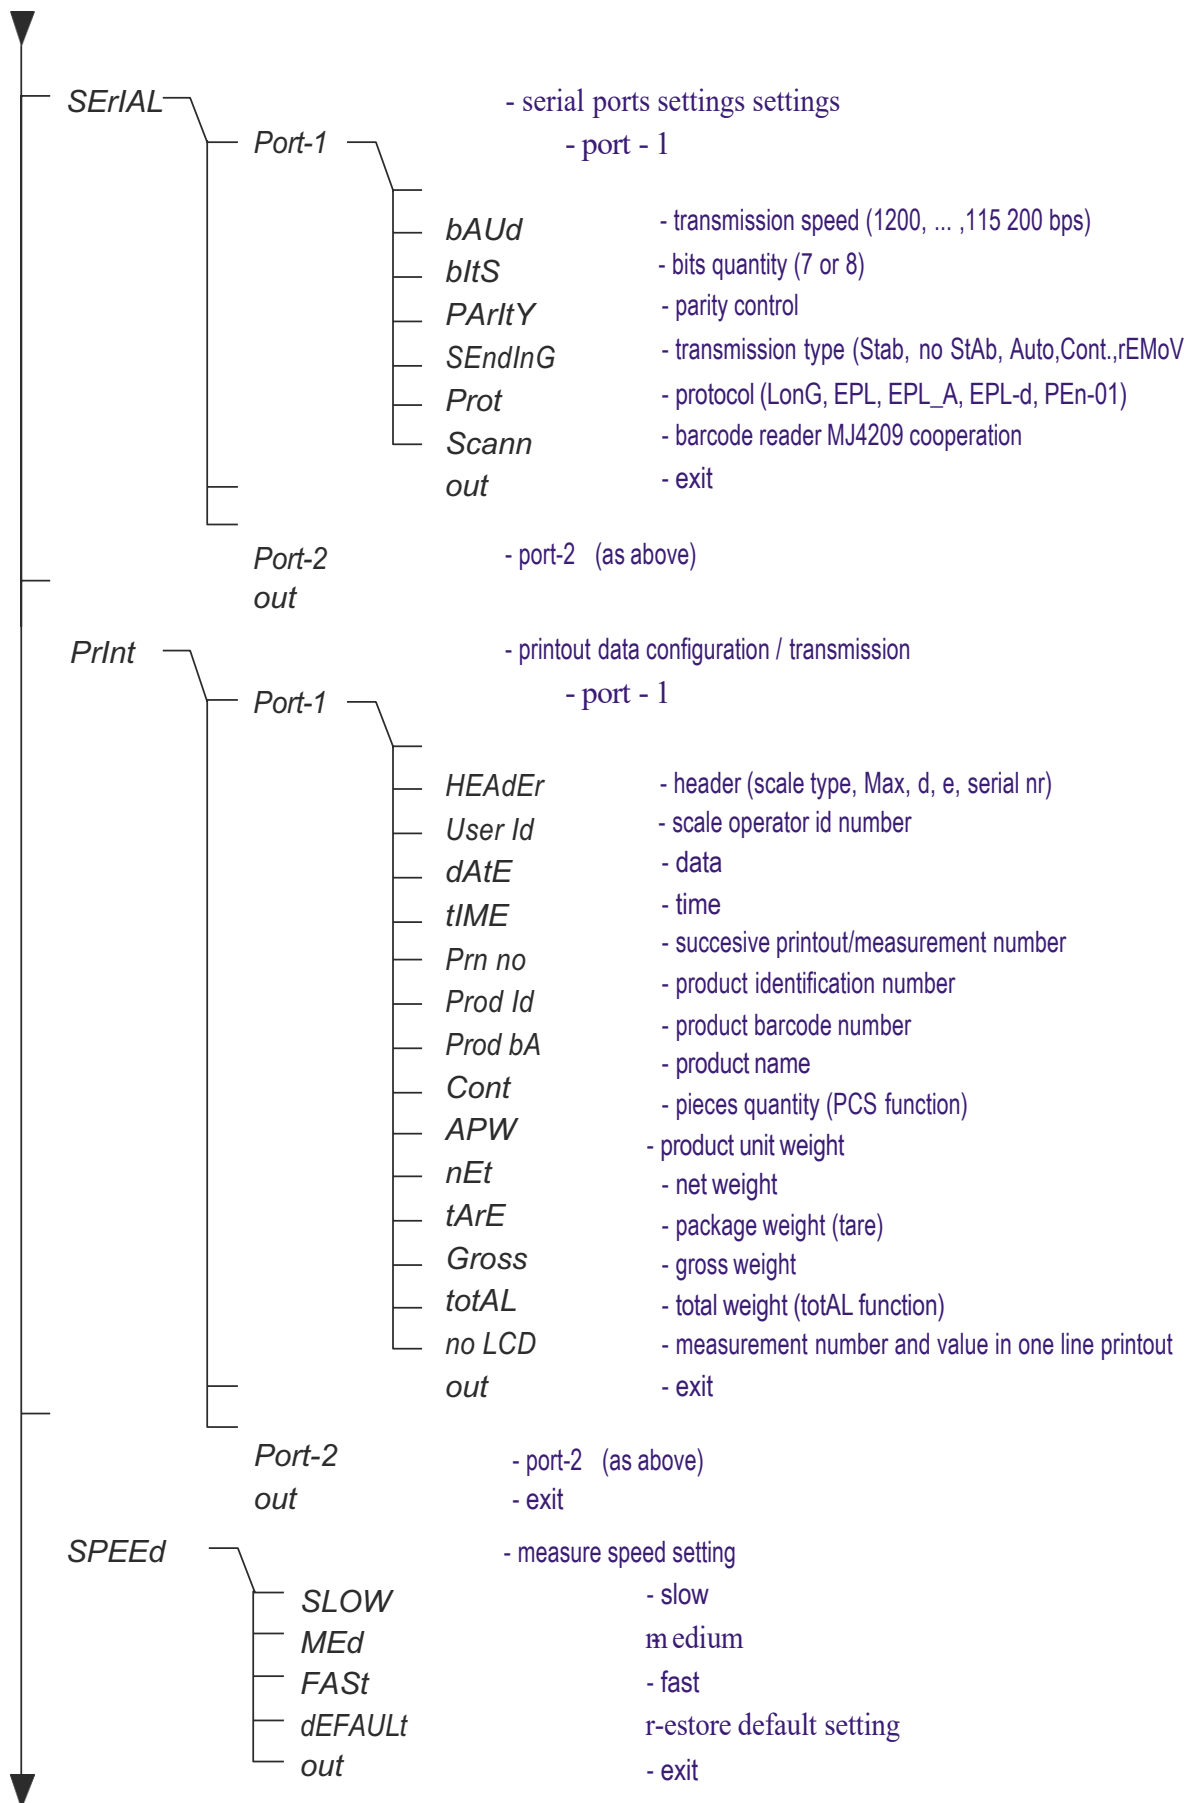 SErIAL - serial ports settings settings
Port-1 - port - 1
bAUd - transmission speed (1200, ... ,115 200 bps)
bItS - bits quantity (7 or 8)
PArItY - parity control
SEndInG - transmission type (Stab, no StAb, Auto,Cont.,rEMoV
Prot - protocol (LonG, EPL, EPL_A, EPL-d, PEn-01)
Scann - barcode reader MJ4209 cooperation
out - exit
Port-2 - port-2 (as above)
out
PrInt - printout data configuration / transmission
Port-1 - port - 1
HEAdEr - header (scale type, Max, d, e, serial nr)
User Id - scale operator id number
dAtE - data
tIME - time
Prn no - succesive printout/measurement number
Prod Id - product identification number
Prod bA - product barcode number
Cont - product name
APW - pieces quantity (PCS function)
nEt - product unit weight
tArE - net weight
Gross - package weight (tare)
totAL - gross weight
no LCD - total weight (totAL function)
out - measurement number and value in one line printout
- exit
Port-2 - port-2 (as above)
out - exit
SPEEd - measure speed setting
SLOW - slow
MEd - medium
FASt - fast
dEFAULt r-estore default setting
out - exit